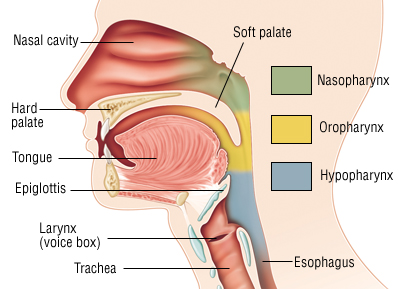 Soft palate
Nasal cavity
Nasopharynx
Hard
palate
Oropharynx
Tongue
Hypopharynx
Epiglottis
Larynx
(voice box)
Esophagus
Trachea